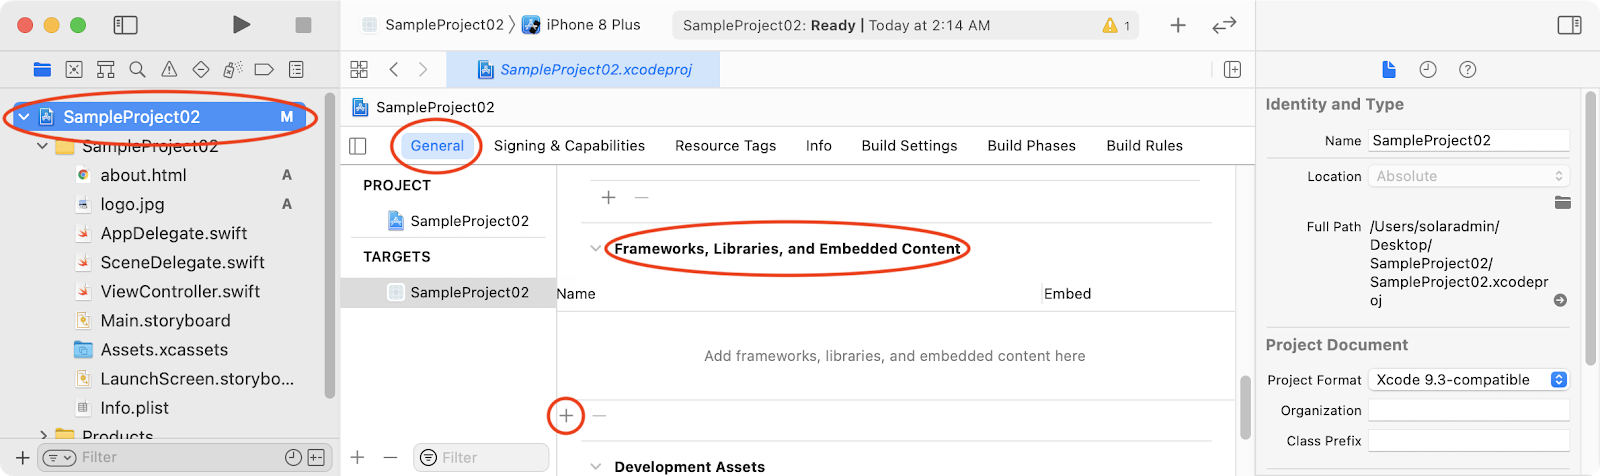 SampleProject02 〉 iPhone 8 Plus
SampleProject02: Ready | Today at 2:14 AM
1
SampleProject02.xcodeproj
SampleProject02 M
SampleProject02
about.html A
logo.jpg A
AppDelegate.swift
SceneDelegate.swift
ViewController.swift
Main.storyboard
Assets.xcassets
LaunchScreen.storybo...
Info.plist
Products
Filter
SampleProject02
General Signing & Capabilities Resource Tags Info Build Settings Build Phases Build Rules
PROJECT
SampleProject02
TARGETS
SampleProject02
Filter
Frameworks, Libraries, and Embedded Content
Name Embed
Add frameworks, libraries, and embedded content here
Development Assets
Identity and Type
Name SampleProject02
Location Absolute
Full Path /Users/solaradmin/
Desktop/
SampleProject02/
SampleProject02.xcodepr
oj
Project Document
Project Format Xcode 9.3-compatible
Organization
Class Prefix